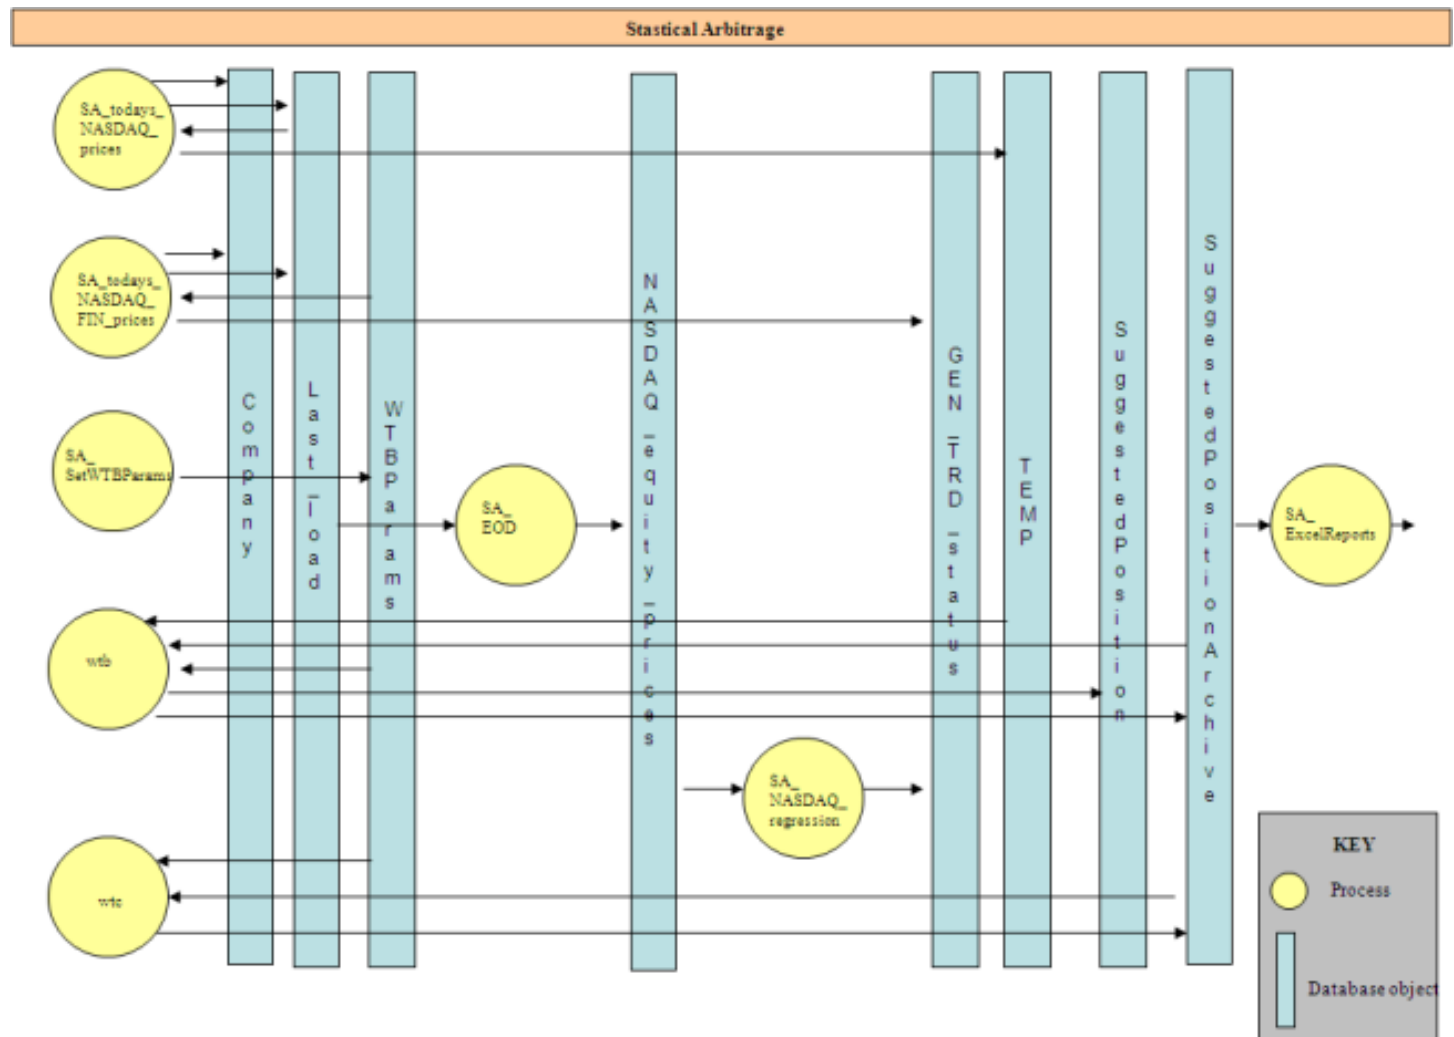 Stastical Arbitrage
SA_todays_
NASDAQ_
prices
SA_todays_
NASDAQ_
FIN_prices
SA_
SetWTBParams
wtb
wtc
Company
Last_load
WTBParams
SA_
EOD
NASDAQ_equity_prices
SA_
NASDAQ_
regression
GEN_TRD_status
TEMP
SuggestedPosition
SuggestedPositionArchive
SA_
ExcelReports
KEY
Process
Database object